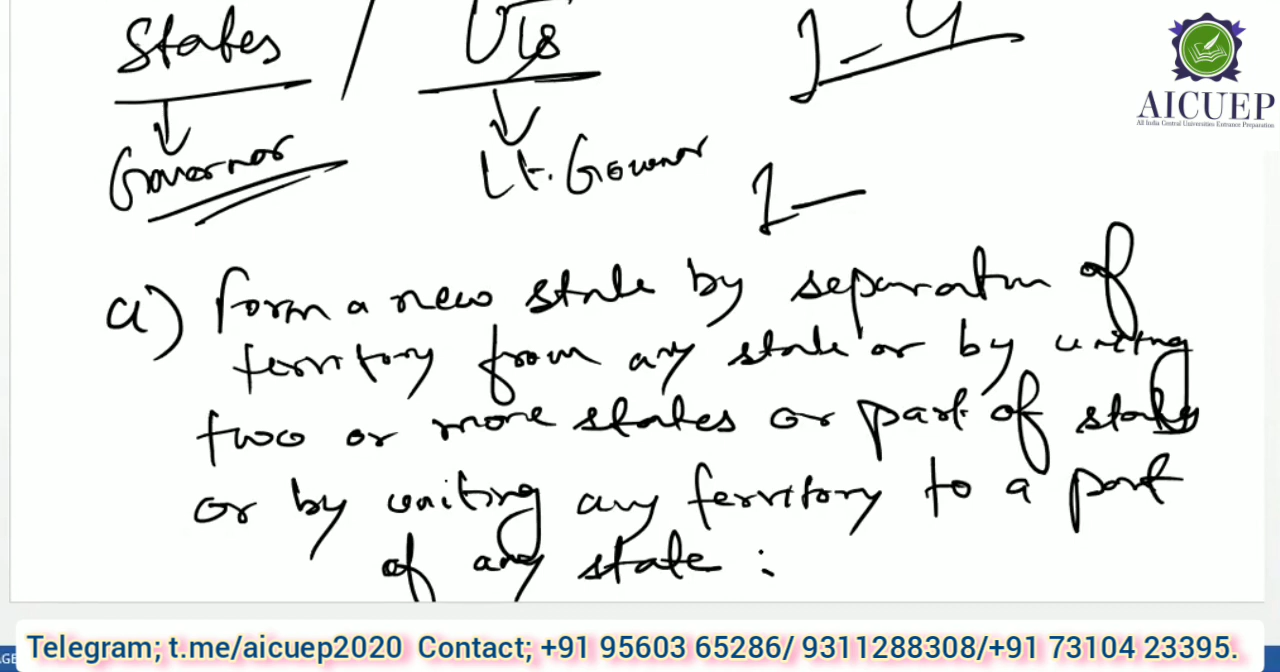 States / UTs 1-4
Governor Lt. Governor 1-
a) Form a new state by separation of
territory from any state or by uniting
two or more states or part of states
or by uniting any territory to a part
of any state :
AICUEP
All India Central Universities Entrance Preparation
Telegram; t.me/aicuep2020 Contact; +91 95603 65286/ 9311288308/+91 73104 23395.